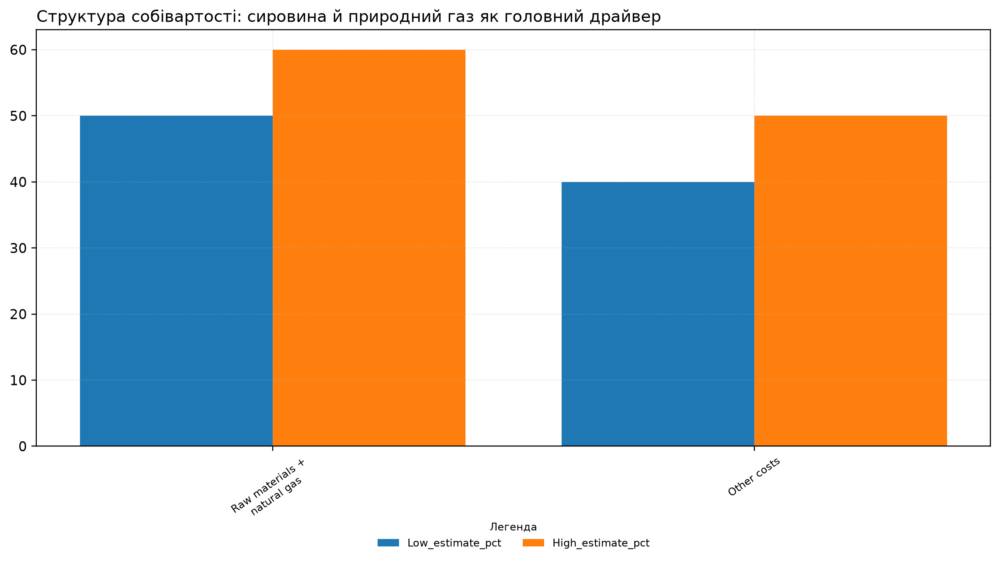 Структура собівартості: сировина й природний газ як головний драйвер
60
50
40
30
20
10
0
Raw materials +
natural gas
Other costs
Легенда
Low_estimate_pct
High_estimate_pct